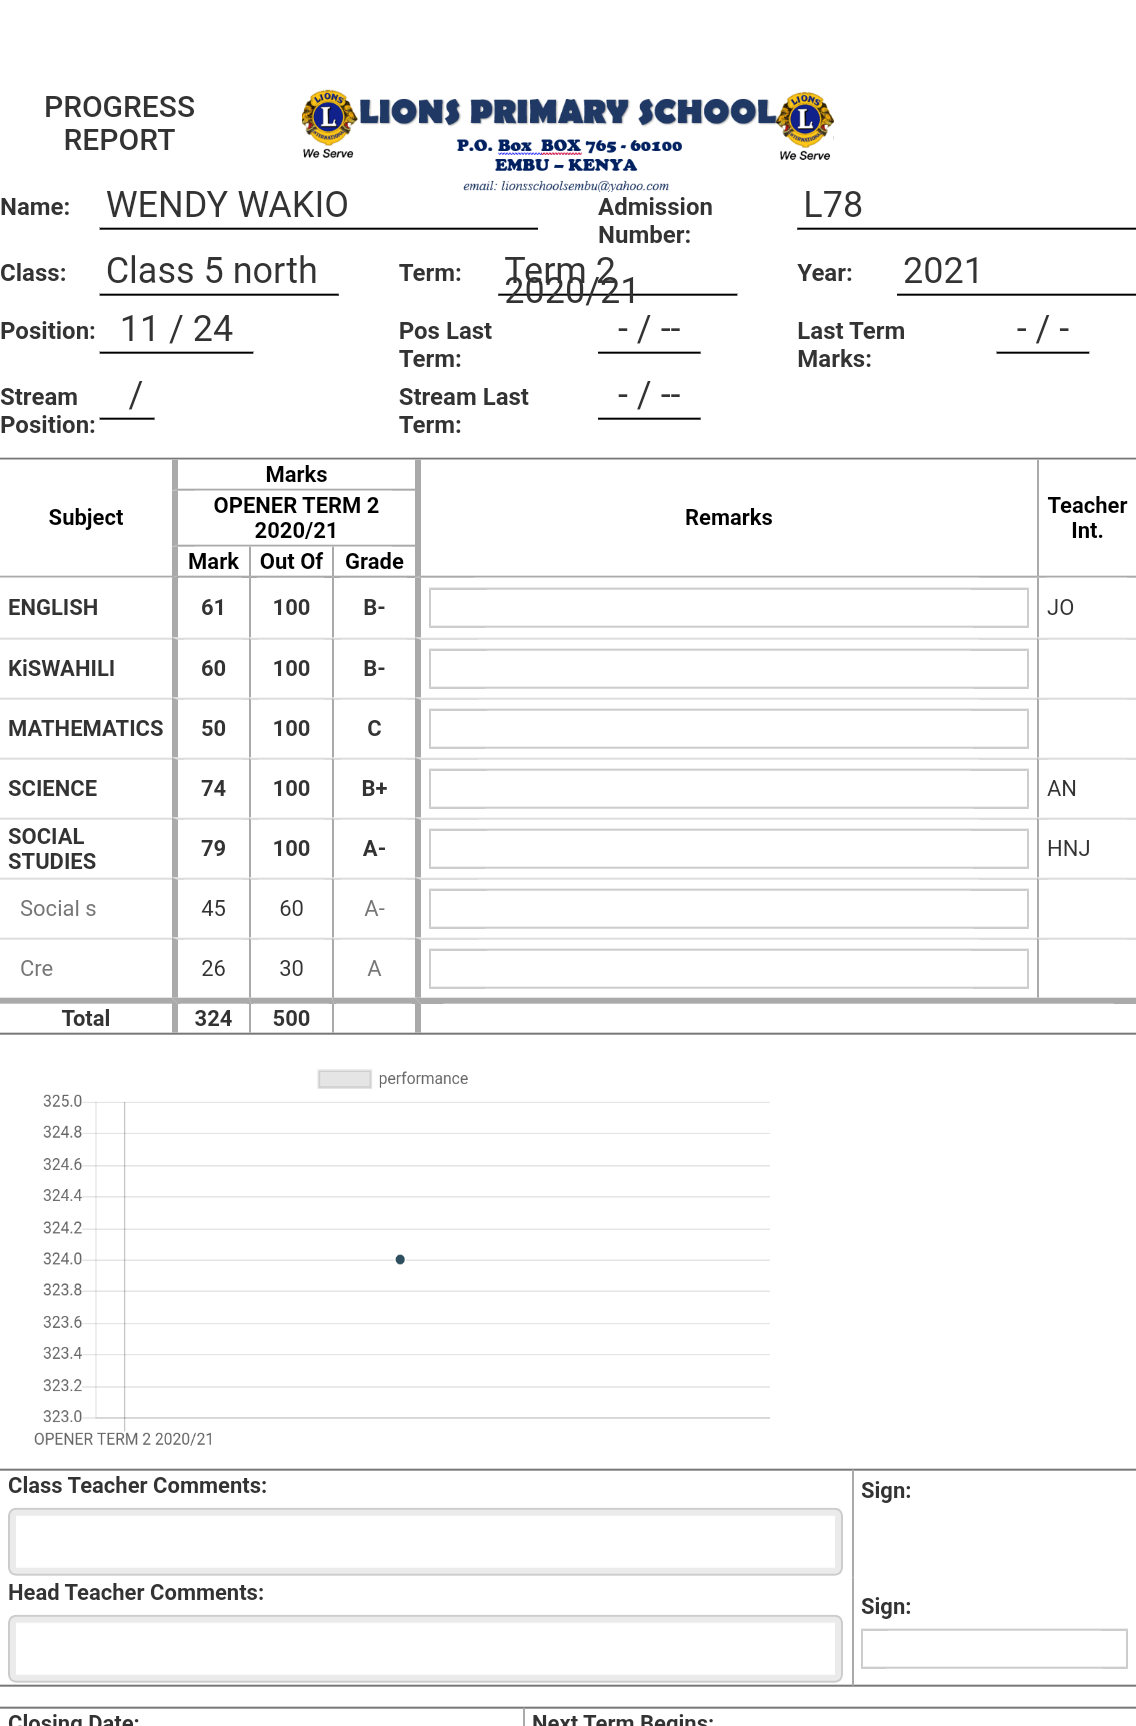 PROGRESS
REPORT
LIONS PRIMARY SCHOOL
P.O. Box BOX 765 - 60100
EMBU – KENYA
email: lionsschoolsembu@yahoo.com
LIONS
L
INTERNATIONAL
We Serve
LIONS
L
INTERNATIONAL
We Serve
Name: WENDY WAKIO Admission Number: L78
Class: Class 5 north Term: Term 2 2020/21 Year: 2021
Position: 11 / 24 Pos Last Term: - / -- Last Term Marks: - / -
Stream Position: / Stream Last Term: - / --
Subject Marks Remarks Teacher Int.
OPENER TERM 2 2020/21
Mark Out Of Grade
ENGLISH 61 100 B- JO
KiSWAHILI 60 100 B-
MATHEMATICS 50 100 C
SCIENCE 74 100 B+ AN
SOCIAL STUDIES 79 100 A- HNJ
Social s 45 60 A-
Cre 26 30 A
Total 324 500
performance
325.0
324.8
324.6
324.4
324.2
324.0
323.8
323.6
323.4
323.2
323.0
OPENER TERM 2 2020/21
Class Teacher Comments: Sign:
Head Teacher Comments: Sign:
Closing Date: Next Term Begins: